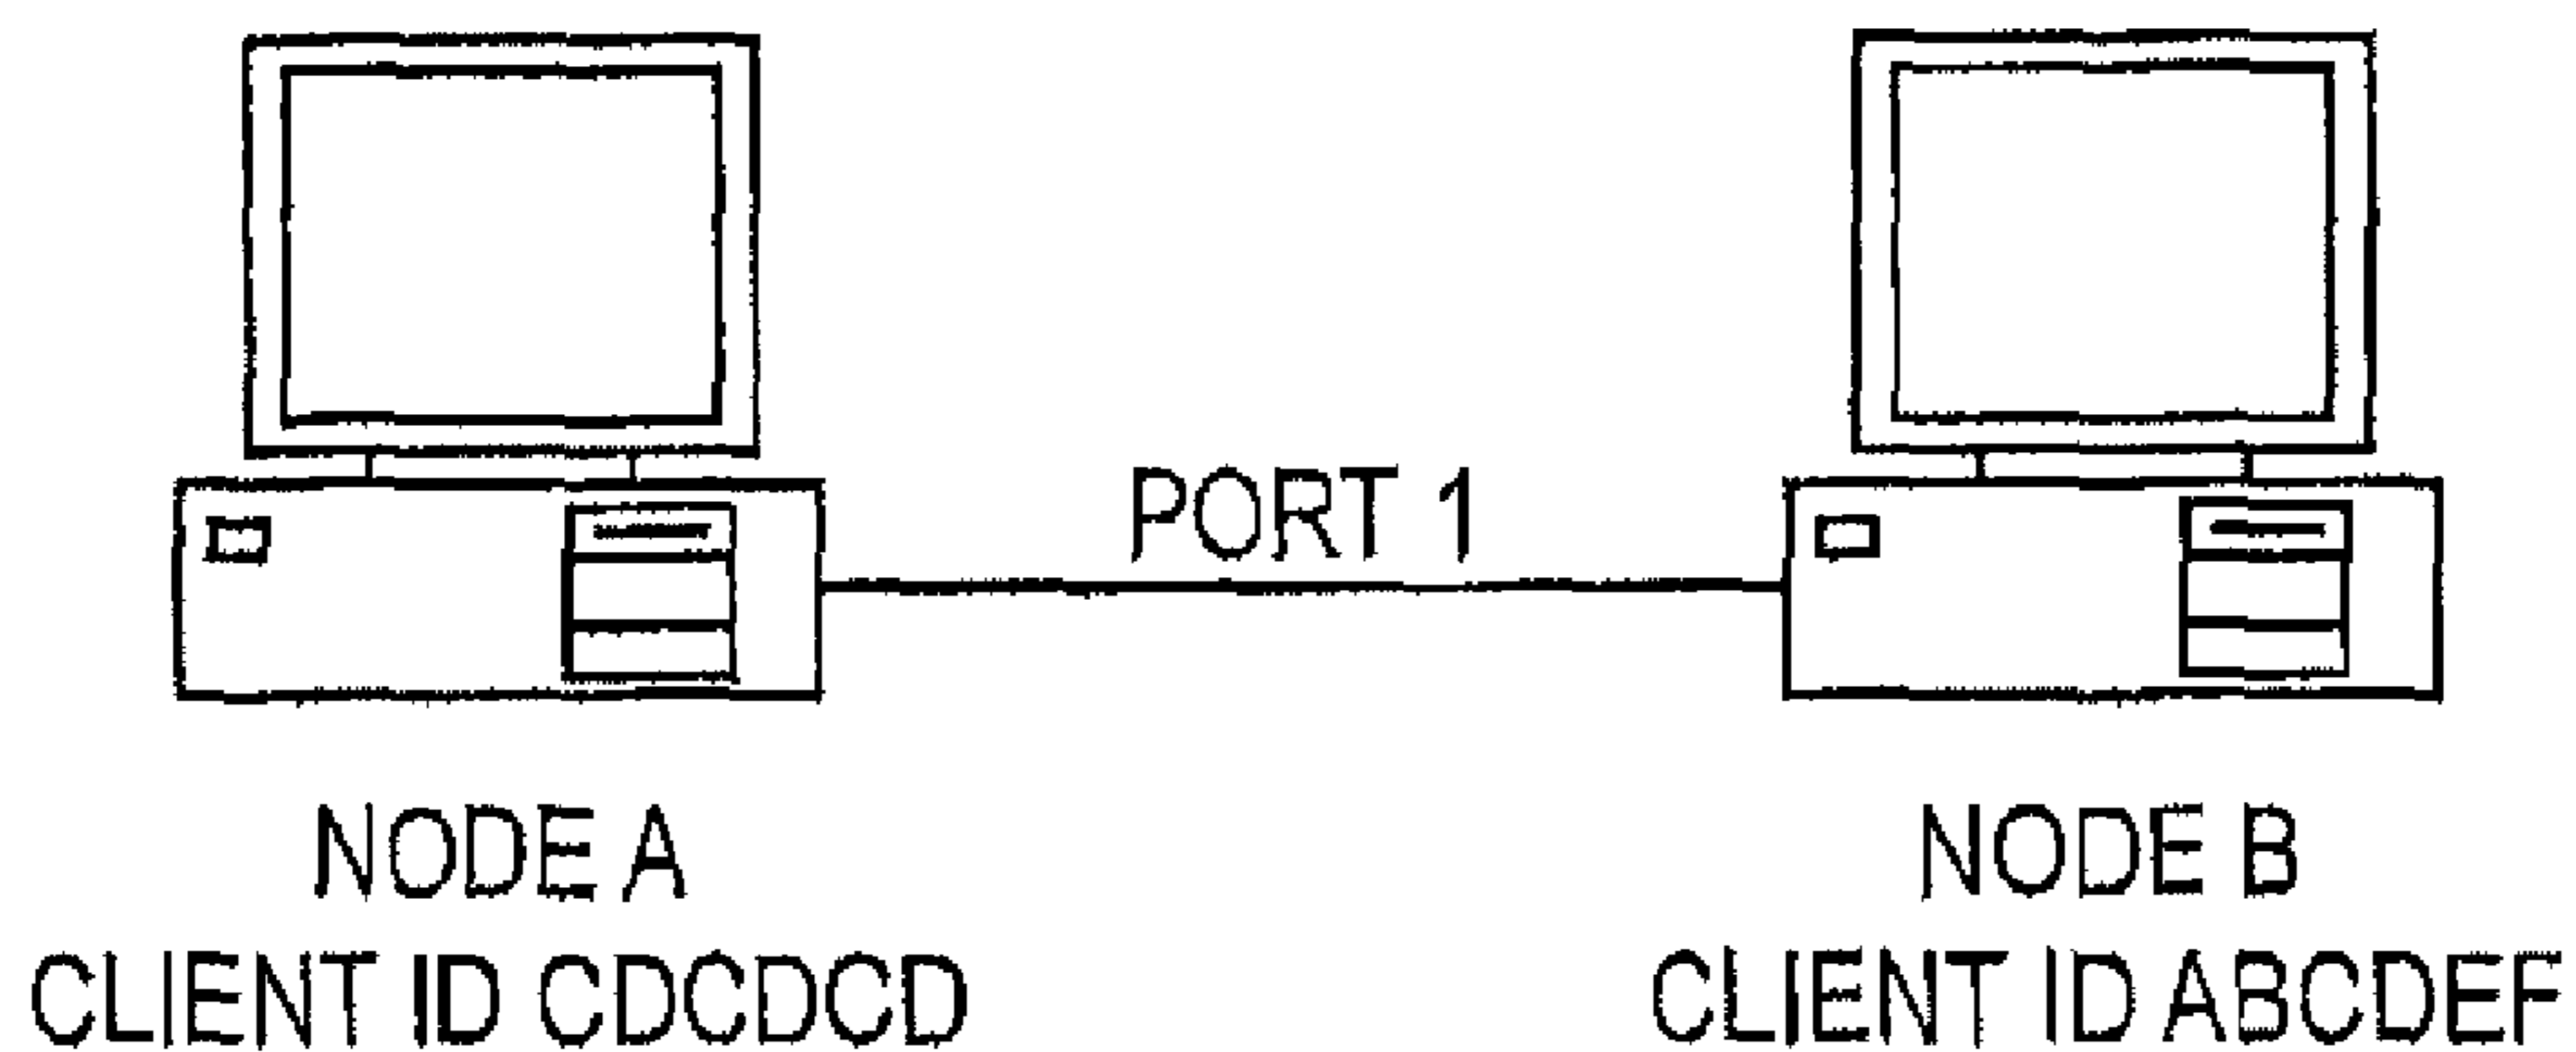 PORT 1
NODE A
CLIENT ID CDCDCD
NODE B
CLIENT ID ABCDEF